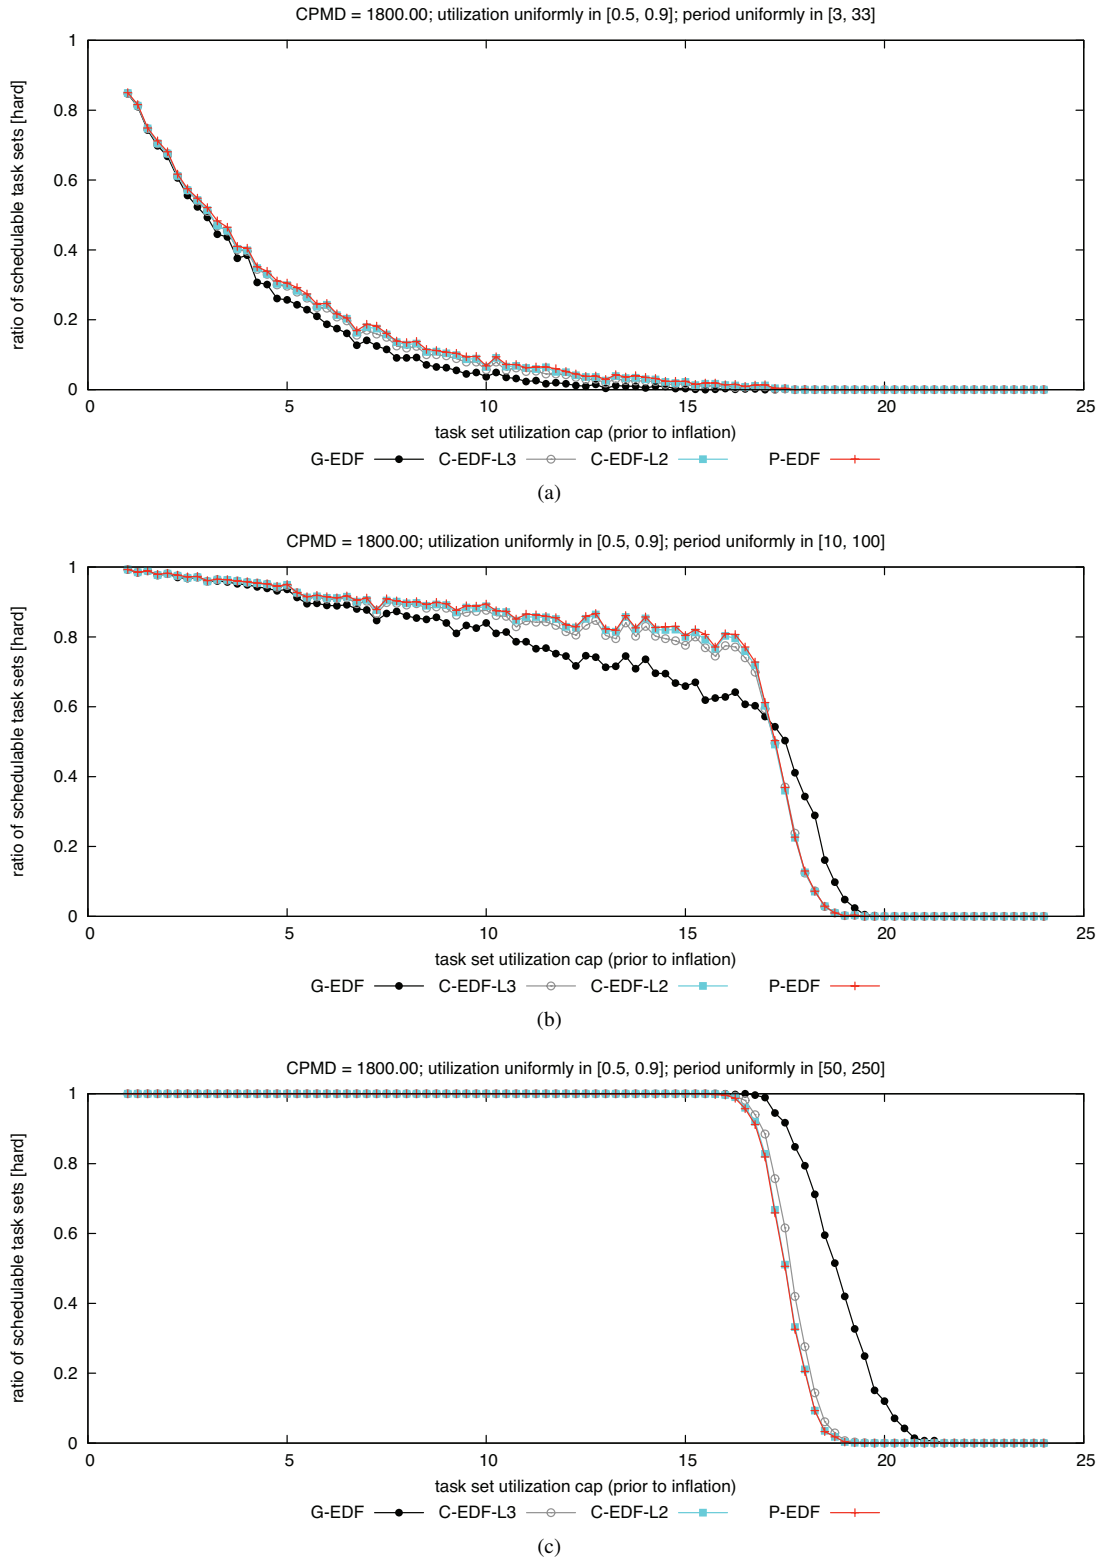 CPMD = 1800.00; utilization uniformly in [0.5, 0.9]; period uniformly in [3, 33]
ratio of schedulable task sets [hard]
1
0.8
0.6
0.4
0.2
0
0 5 10 15 20 25
task set utilization cap (prior to inflation)
G-EDF C-EDF-L3 C-EDF-L2 P-EDF
(a)
CPMD = 1800.00; utilization uniformly in [0.5, 0.9]; period uniformly in [10, 100]
ratio of schedulable task sets [hard]
1
0.8
0.6
0.4
0.2
0
0 5 10 15 20 25
task set utilization cap (prior to inflation)
G-EDF C-EDF-L3 C-EDF-L2 P-EDF
(b)
CPMD = 1800.00; utilization uniformly in [0.5, 0.9]; period uniformly in [50, 250]
ratio of schedulable task sets [hard]
1
0.8
0.6
0.4
0.2
0
0 5 10 15 20 25
task set utilization cap (prior to inflation)
G-EDF C-EDF-L3 C-EDF-L2 P-EDF
(c)